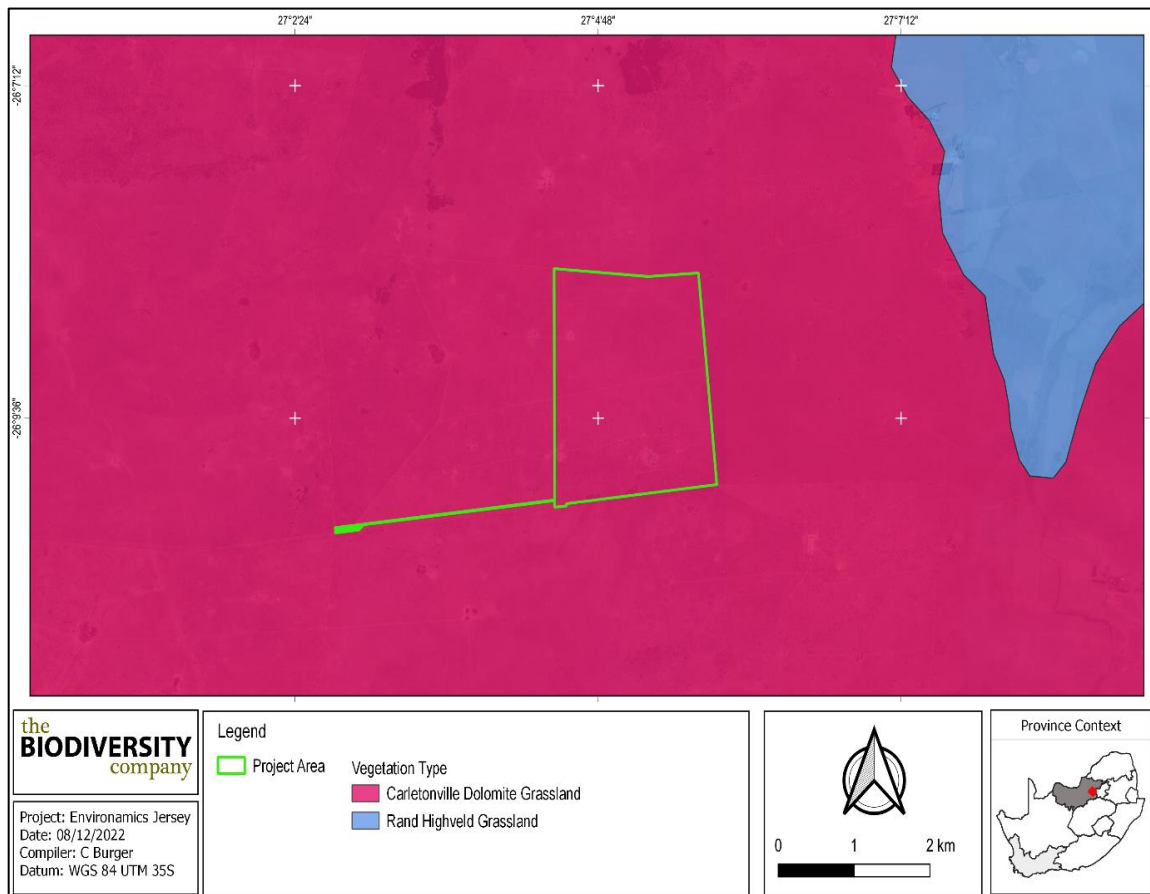 27°2'24"
27°4'48"
27°7'12"
-26°7'12"
-26°9'36"
the
BIODIVERSITY
company
Project: Environamics Jersey
Date: 08/12/2022
Compiler: C Burger
Datum: WGS 84 UTM 35S
Legend
Project Area
Vegetation Type
Carletonville Dolomite Grassland
Rand Highveld Grassland
0 1 2 km
Province Context